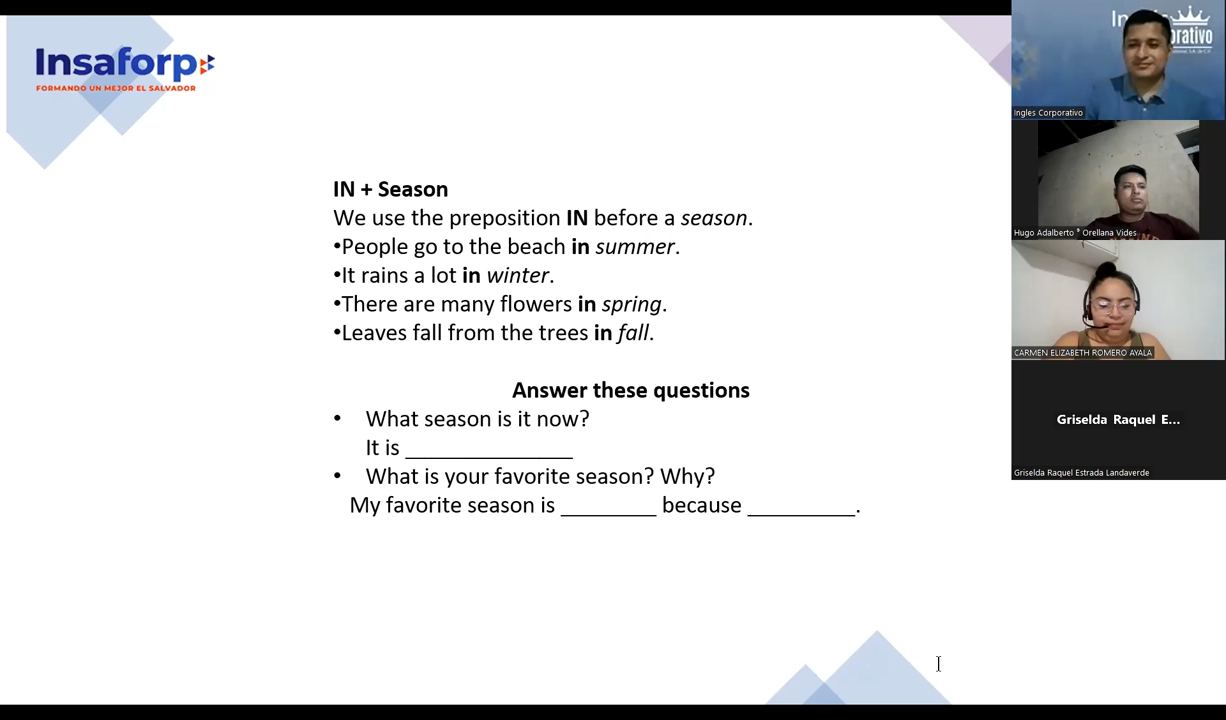 Insaforp
FORMANDO UN MEJOR EL SALVADOR
IN + Season
We use the preposition IN before a season.
•People go to the beach in summer.
•It rains a lot in winter.
•There are many flowers in spring.
•Leaves fall from the trees in fall.
Answer these questions
• What season is it now?
It is _______________
• What is your favorite season? Why?
My favorite season is ________ because _________.
Ingles Corporativo
Hugo Adalberto * Orellana Vides
CARMEN ELIZABETH ROMERO AYALA
Griselda Raquel E...
Griselda Raquel Estrada Landaverde